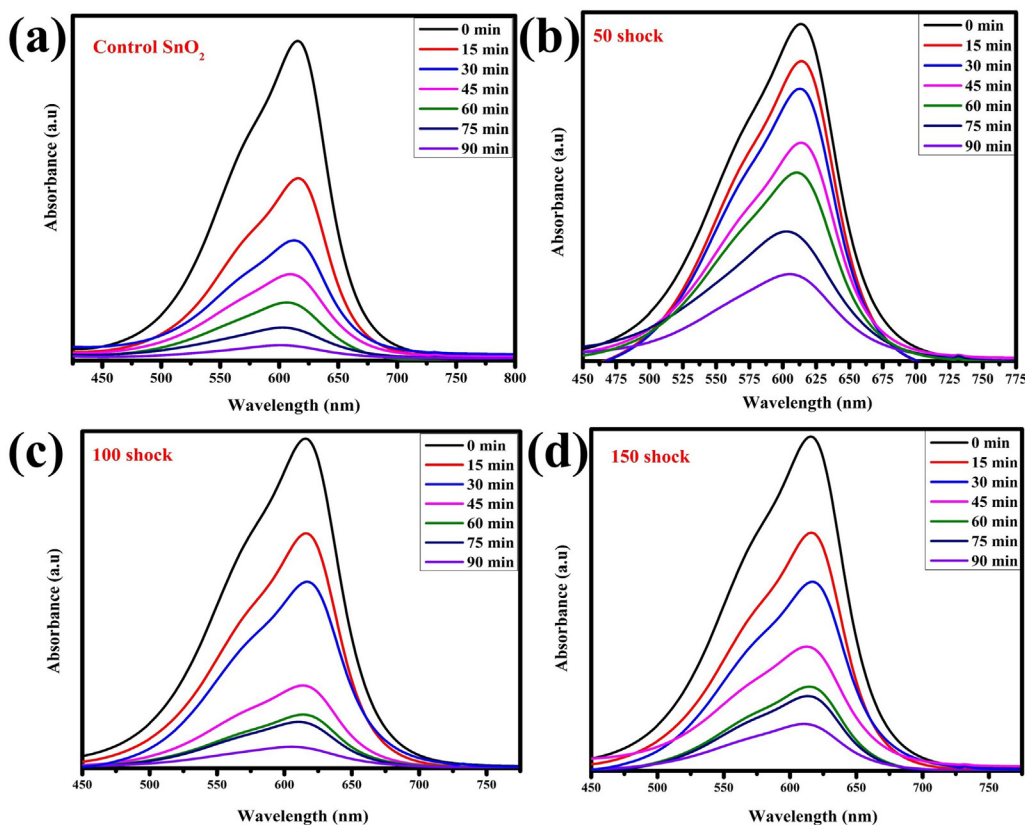 (a)
Control SnO₂
0 min
15 min
30 min
45 min
60 min
75 min
90 min
Absorbance (a.u)
450 500 550 600 650 700 750 800
Wavelength (nm)
(b)
50 shock
0 min
15 min
30 min
45 min
60 min
75 min
90 min
Absorbance (a.u)
450 475 500 525 550 575 600 625 650 675 700 725 750 775
Wavelength (nm)
(c)
100 shock
0 min
15 min
30 min
45 min
60 min
75 min
90 min
Absorbance (a.u)
450 500 550 600 650 700 750
Wavelength (nm)
(d)
150 shock
0 min
15 min
30 min
45 min
60 min
75 min
90 min
Absorbance (a.u)
450 500 550 600 650 700 750
Wavelength (nm)